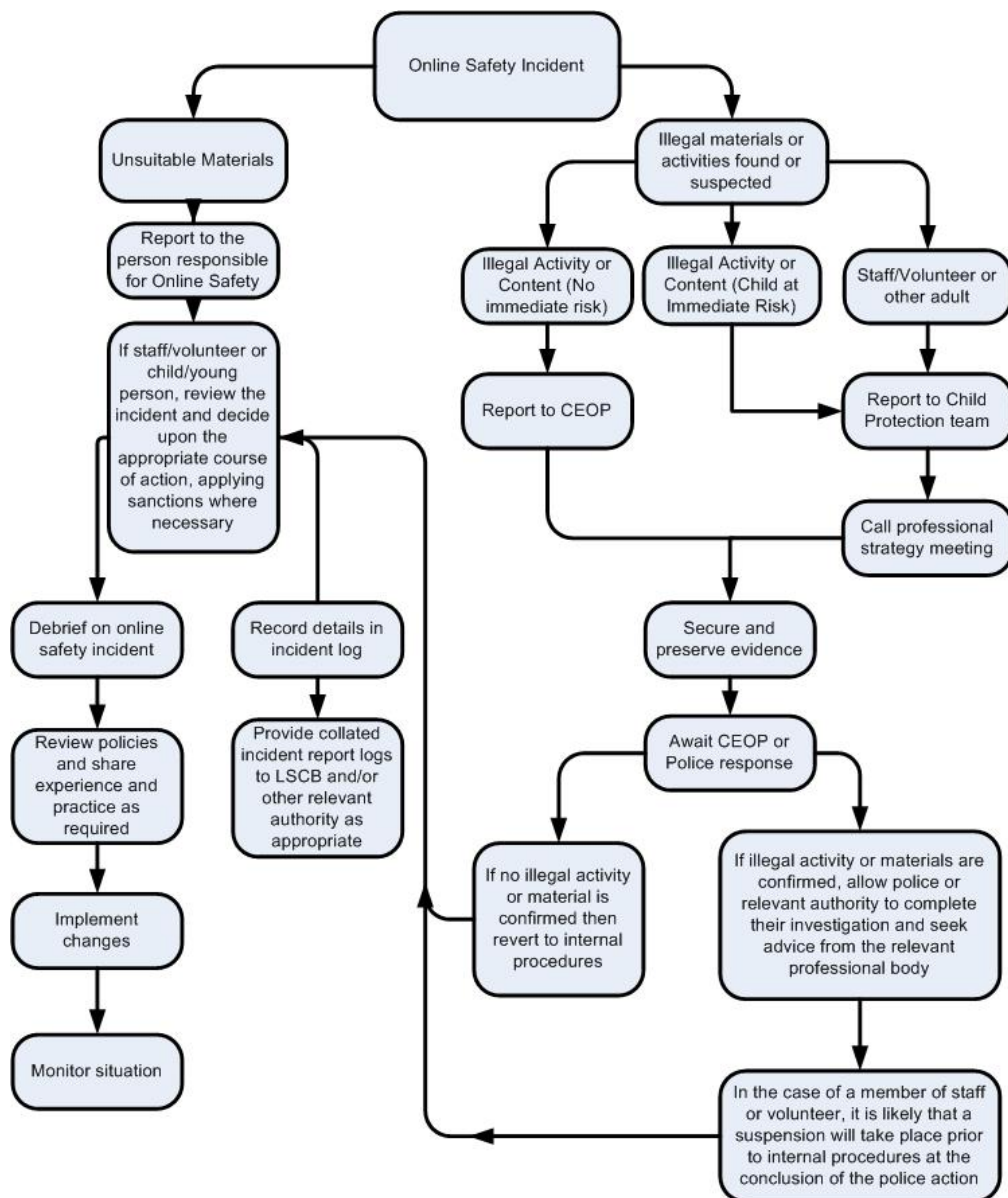 Online Safety Incident
Unsuitable Materials
Report to the
person responsible
for Online Safety
If staff/volunteer or
child/young
person, review the
incident and decide
upon the
appropriate course
of action, applying
sanctions where
necessary
Debrief on online
safety incident
Review policies
and share
experience and
practice as
required
Implement
changes
Monitor situation
Record details in
incident log
Provide collated
incident report logs
to LSCB and/or
other relevant
authority as
appropriate
Illegal materials or
activities found or
suspected
Illegal Activity or
Content (No
immediate risk)
Illegal Activity or
Content (Child at
Immediate Risk)
Staff/Volunteer or
other adult
Report to CEOP
Report to Child
Protection team
Call professional
strategy meeting
Secure and
preserve evidence
Await CEOP or
Police response
If no illegal activity
or material is
confirmed then
revert to internal
procedures
If illegal activity or materials are
confirmed, allow police or
relevant authority to complete
their investigation and seek
advice from the relevant
professional body
In the case of a member of staff
or volunteer, it is likely that a
suspension will take place prior
to internal procedures at the
conclusion of the police action